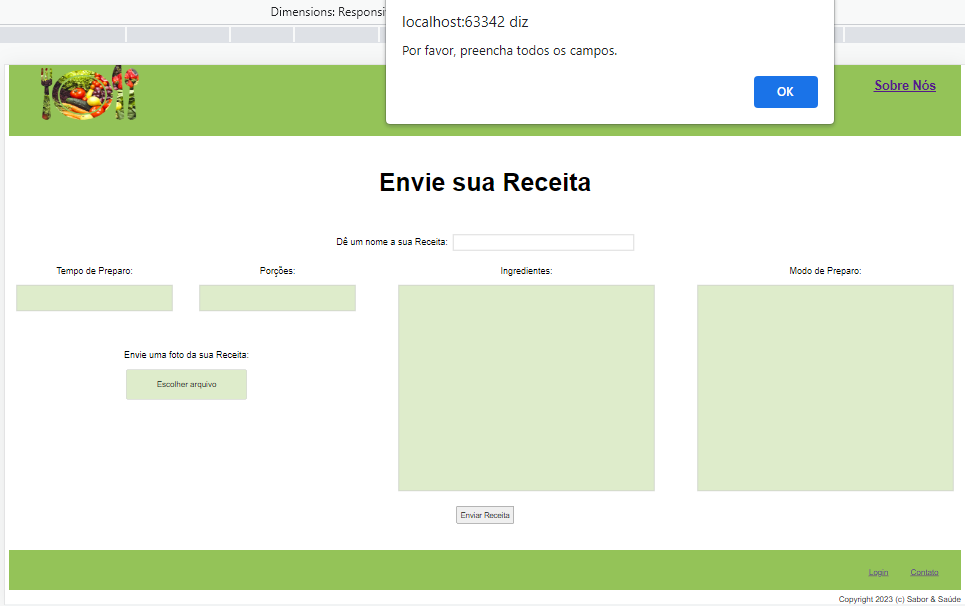 Dimensions: Responsi
localhost:63342 diz
Por favor, preencha todos os campos.
OK
Sobre Nós
Envie sua Receita
Dê um nome a sua Receita:
Tempo de Preparo:
Porções:
Ingredientes:
Modo de Preparo:
Envie uma foto da sua Receita:
Escolher arquivo
Enviar Receita
Login
Contato
Copyright 2023 (c) Sabor & Saúde